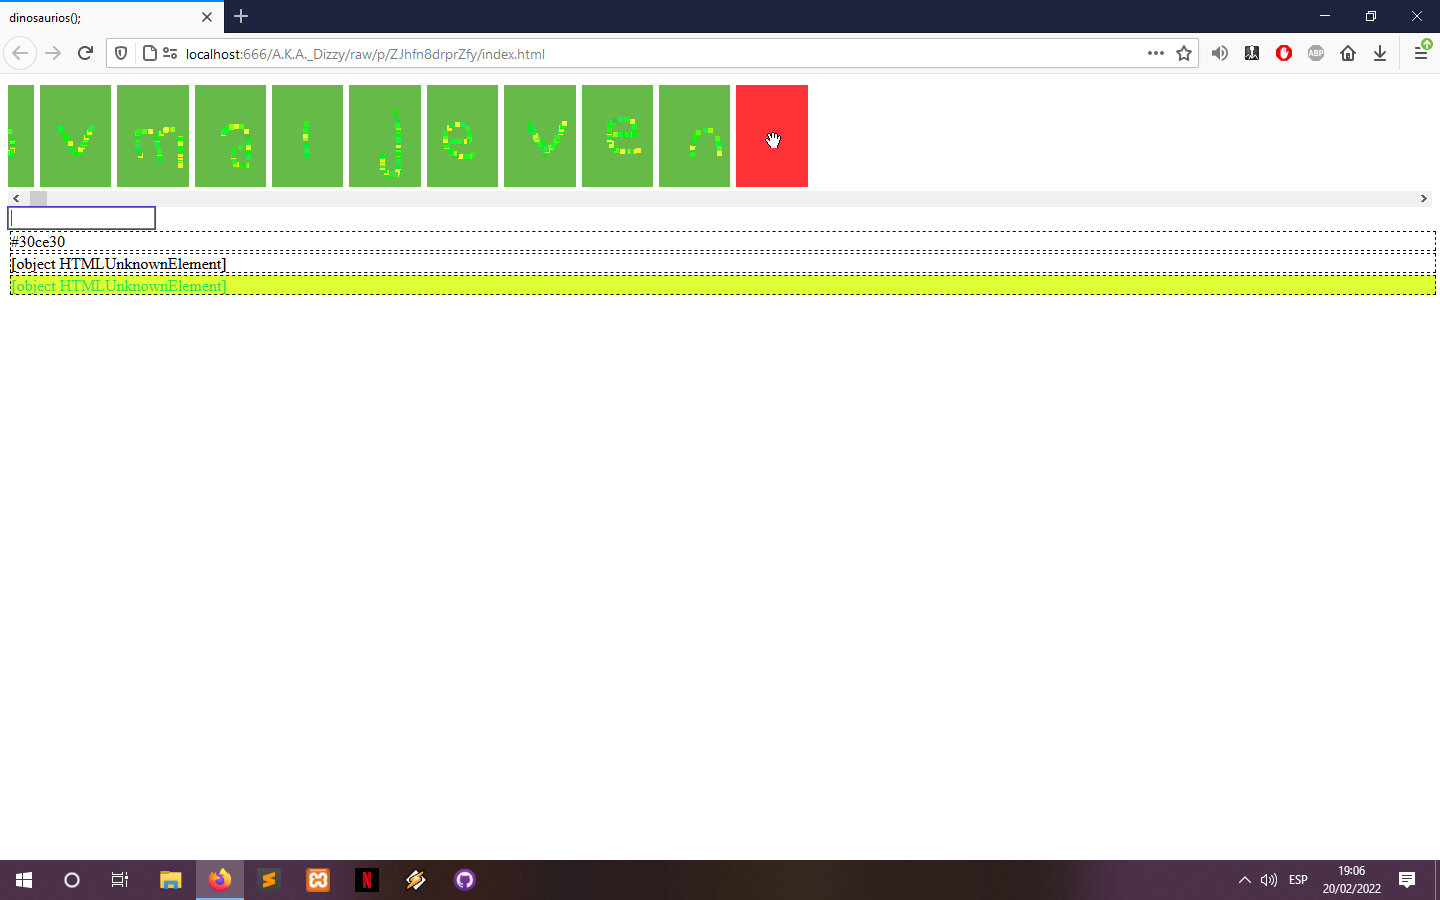 dinosaurios();
localhost:666/A.K.A._Dizzy/raw/p/ZJhfn8drprZfy/index.html
ABP
v m a l J e v e n
#30ce30
[object HTMLUnknownElement]
[object HTMLUnknownElement]
N
ESP
19:06
20/02/2022